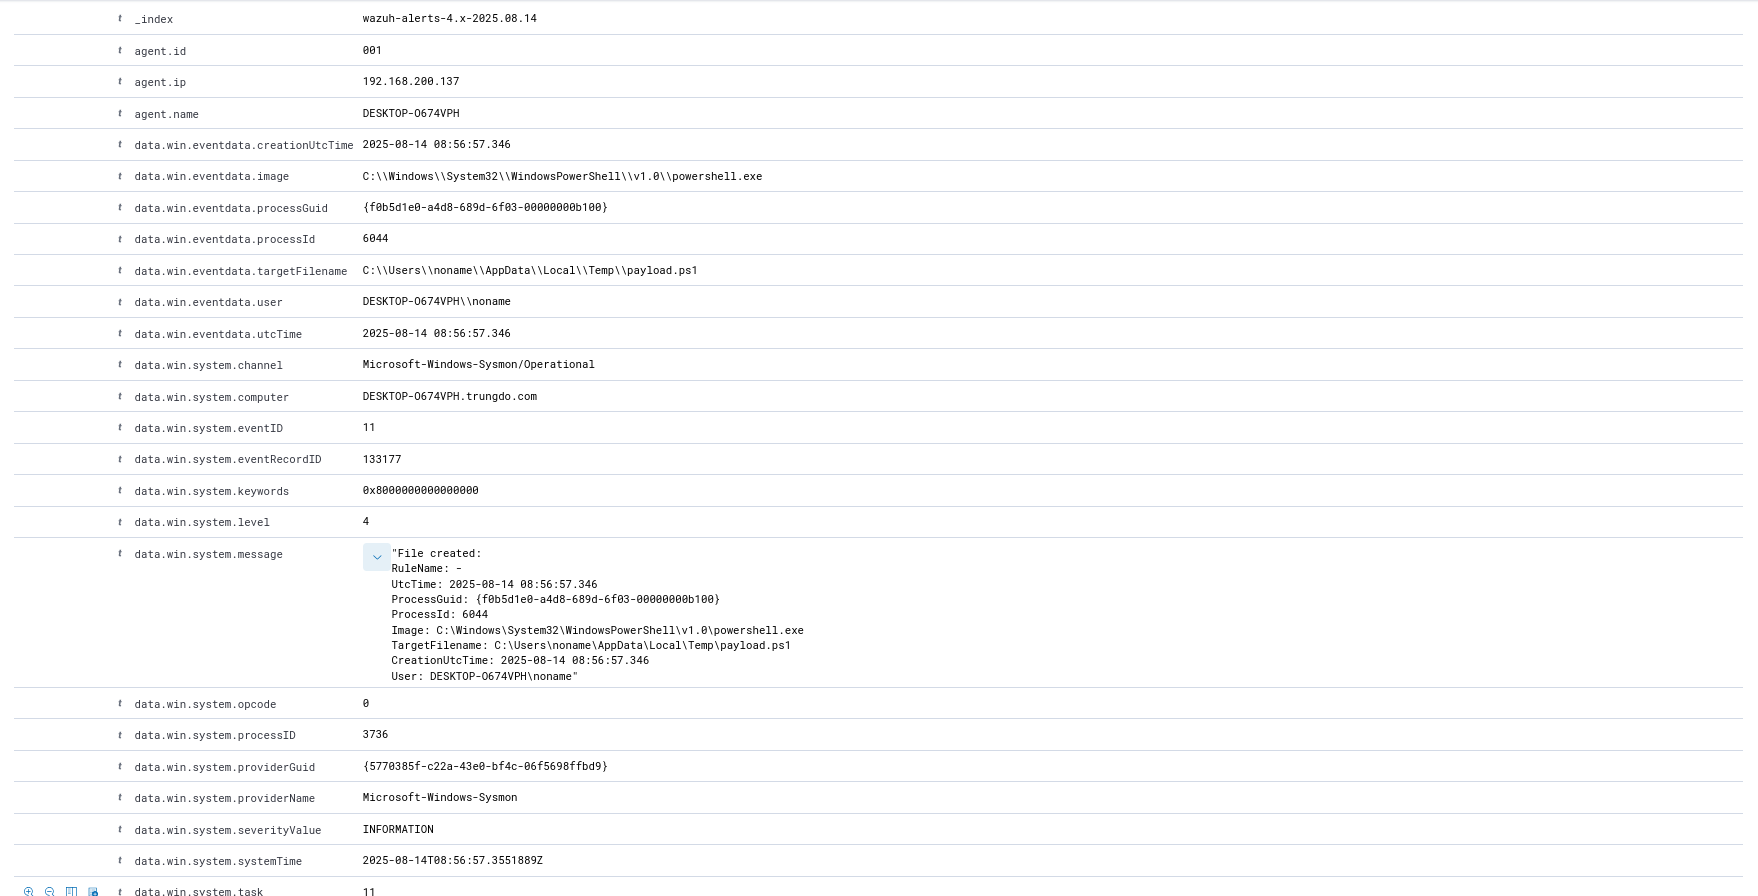 t _index wazuh-alerts-4.x-2025.08.14
t agent.id 001
t agent.ip 192.168.200.137
t agent.name DESKTOP-O674VPH
t data.win.eventdata.creationUtcTime 2025-08-14 08:56:57.346
t data.win.eventdata.image C:\\Windows\\System32\\WindowsPowerShell\\v1.0\\powershell.exe
t data.win.eventdata.processGuid {f0b5d1e0-a4d8-689d-6f03-00000000b100}
t data.win.eventdata.processId 6044
t data.win.eventdata.targetFilename C:\\Users\\noname\\AppData\\Local\\Temp\\payload.ps1
t data.win.eventdata.user DESKTOP-O674VPH\\noname
t data.win.eventdata.utcTime 2025-08-14 08:56:57.346
t data.win.system.channel Microsoft-Windows-Sysmon/Operational
t data.win.system.computer DESKTOP-O674VPH.trungdo.com
t data.win.system.eventID 11
t data.win.system.eventRecordID 133177
t data.win.system.keywords 0x8000000000000000
t data.win.system.level 4
t data.win.system.message "File created:
RuleName: -
UtcTime: 2025-08-14 08:56:57.346
ProcessGuid: {f0b5d1e0-a4d8-689d-6f03-00000000b100}
ProcessId: 6044
Image: C:\Windows\System32\WindowsPowerShell\v1.0\powershell.exe
TargetFilename: C:\Users\noname\AppData\Local\Temp\payload.ps1
CreationUtcTime: 2025-08-14 08:56:57.346
User: DESKTOP-O674VPH\noname"
t data.win.system.opcode 0
t data.win.system.processID 3736
t data.win.system.providerGuid {5770385f-c22a-43e0-bf4c-06f5698ffbd9}
t data.win.system.providerName Microsoft-Windows-Sysmon
t data.win.system.severityValue INFORMATION
t data.win.system.systemTime 2025-08-14T08:56:57.3551889Z
t data.win.system.task 11